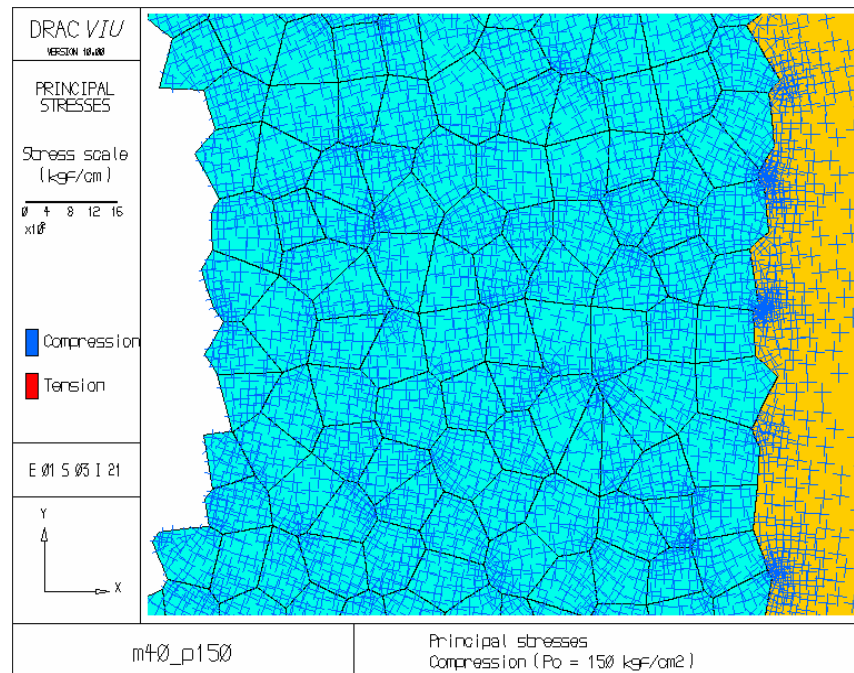 DRAC VIU
VERSION 10.00
PRINCIPAL
STRESSES
Stress scale
(kgf/cm)
0 4 8 12 16
Compression
Tension
E 01 S 03 I 21
Y
X
m40_p150
Principal stresses
Compression (Po = 150 kgf/cm2)